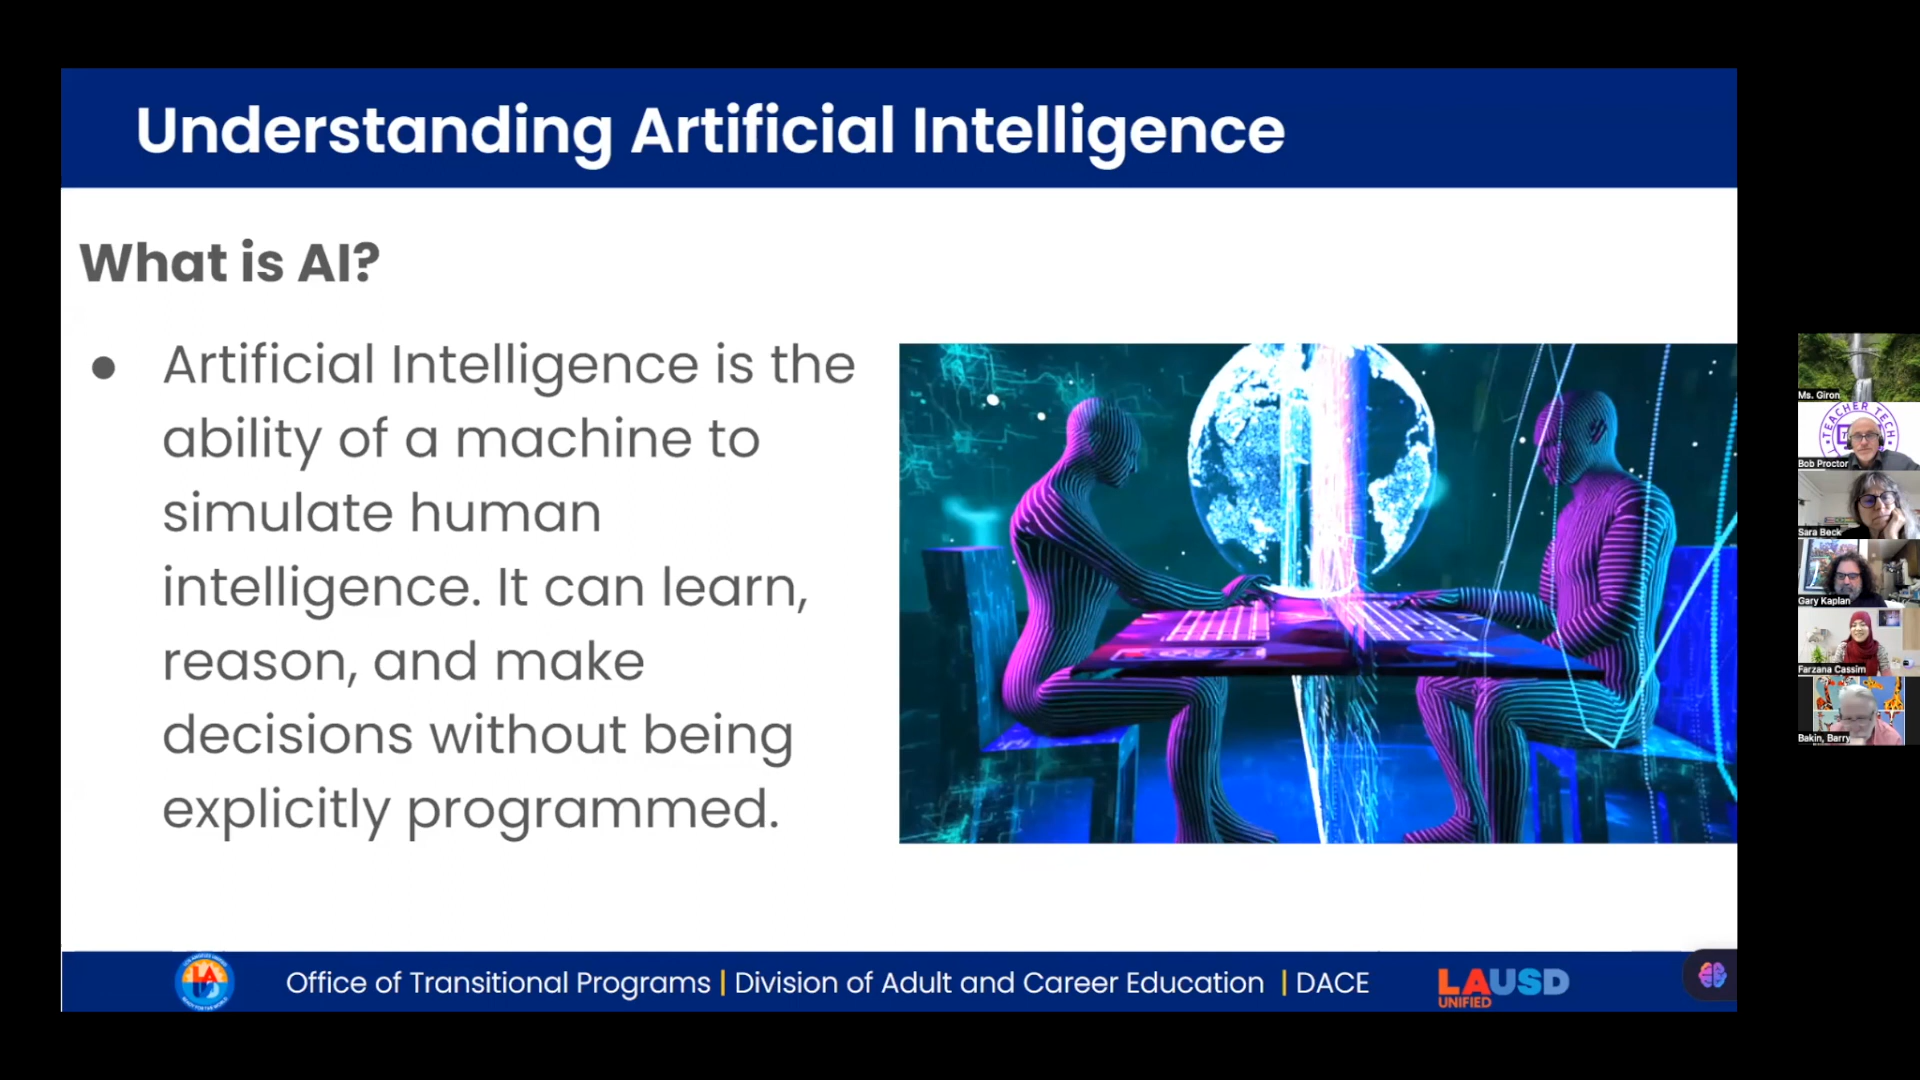 Understanding Artificial Intelligence
What is AI?
● Artificial Intelligence is the
ability of a machine to
simulate human
intelligence. It can learn,
reason, and make
decisions without being
explicitly programmed.
Ms. Giron
TEACHER TECH
Bob Proctor
Sara Beck
Gary Kaplan
Farzana Cassim
Bakin, Barry
Office of Transitional Programs | Division of Adult and Career Education | DACE
LAUSD
UNIFIED